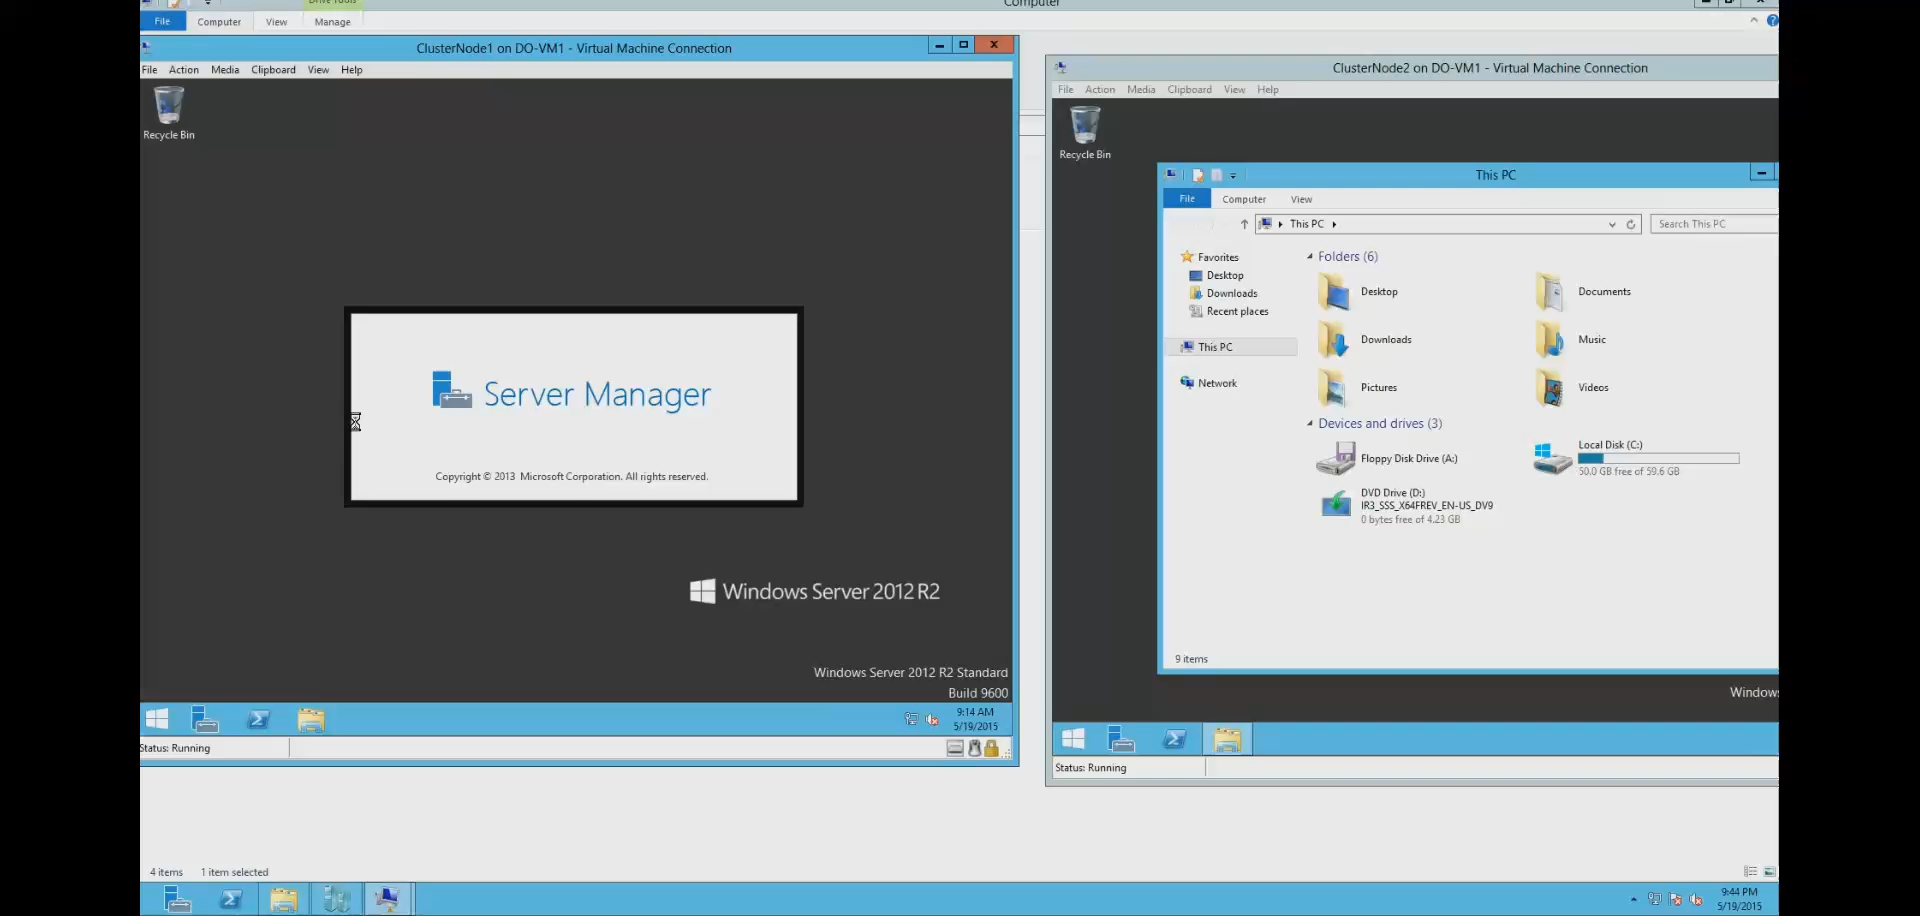 Computer
File
Computer
View
Manage
ClusterNode1 on DO-VM1 - Virtual Machine Connection
File Action Media Clipboard View Help
Recycle Bin
Server Manager
Copyright © 2013 Microsoft Corporation. All rights reserved.
Windows Server 2012 R2
Windows Server 2012 R2 Standard
Build 9600
9:14 AM
5/19/2015
Status: Running
ClusterNode2 on DO-VM1 - Virtual Machine Connection
File Action Media Clipboard View Help
Recycle Bin
This PC
File Computer View
This PC
Search This PC
Favorites
Desktop
Downloads
Recent places
This PC
Network
Folders (6)
Desktop
Documents
Downloads
Music
Pictures
Videos
Devices and drives (3)
Floppy Disk Drive (A:)
Local Disk (C:)
50.0 GB free of 59.6 GB
DVD Drive (D:)
IR3_SSS_X64FREV_EN-US_DV9
0 bytes free of 4.23 GB
9 items
Windows
Status: Running
4 items 1 item selected
9:44 PM
5/19/2015